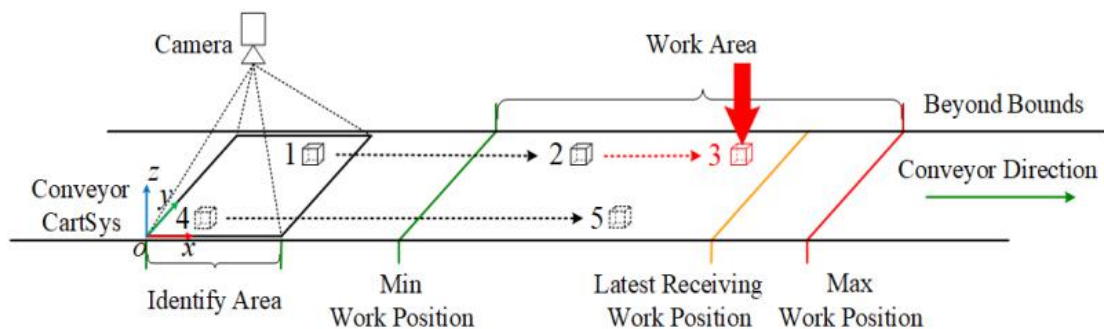 Camera
Work Area
Beyond Bounds
1
2
3
Conveyor Direction
Conveyor
CartSys
z
y
4
5
o
x
Identify Area
Min
Work Position
Latest Receiving
Work Position
Max
Work Position